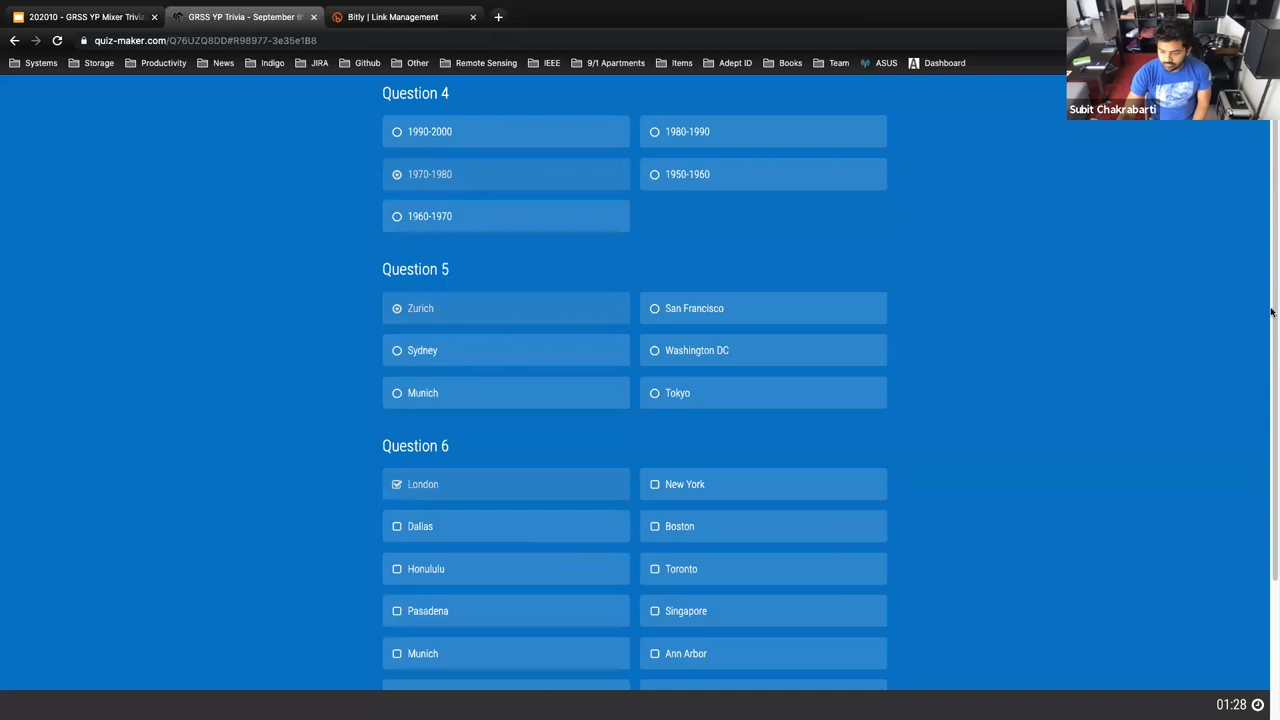 202010 - GRSS YP Mixer Trivia
GRSS YP Trivia - September 9
Bitly | Link Management
quiz-maker.com/Q76UZQ8DD#R98977-3e35e1B8
Systems Storage Productivity News Indigo JIRA Github Other Remote Sensing IEEE 9/1 Apartments Items Adept ID Books Team ASUS Dashboard
Subit Chakrabarti
Question 4
1990-2000 1980-1990
1970-1980 1950-1960
1960-1970
Question 5
Zurich San Francisco
Sydney Washington DC
Munich Tokyo
Question 6
London New York
Dallas Boston
Honululu Toronto
Pasadena Singapore
Munich Ann Arbor
01:28